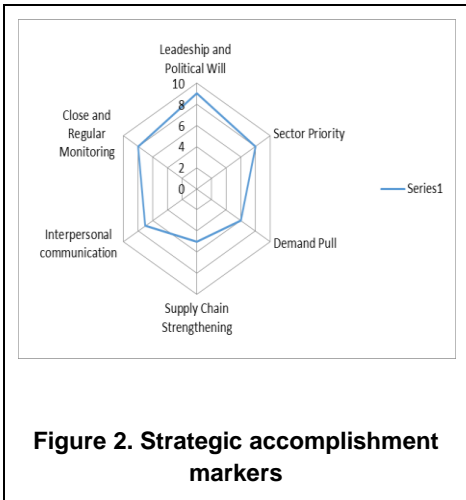 Leadeship and
Political Will
10
8
6
4
2
0
Close and
Regular
Monitoring
Sector Priority
Series1
Interpersonal
communication
Demand Pull
Supply Chain
Strengthening
Figure 2. Strategic accomplishment
markers